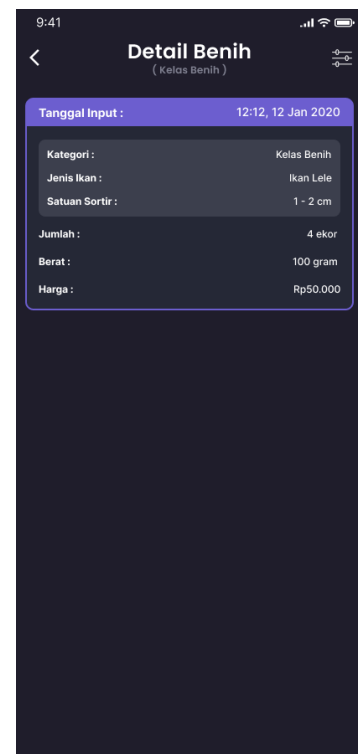 9:41
Detail Benih
( Kelas Benih )
Tanggal Input : 12:12, 12 Jan 2020
Kategori : Kelas Benih
Jenis Ikan : Ikan Lele
Satuan Sortir : 1 - 2 cm
Jumlah : 4 ekor
Berat : 100 gram
Harga : Rp50.000